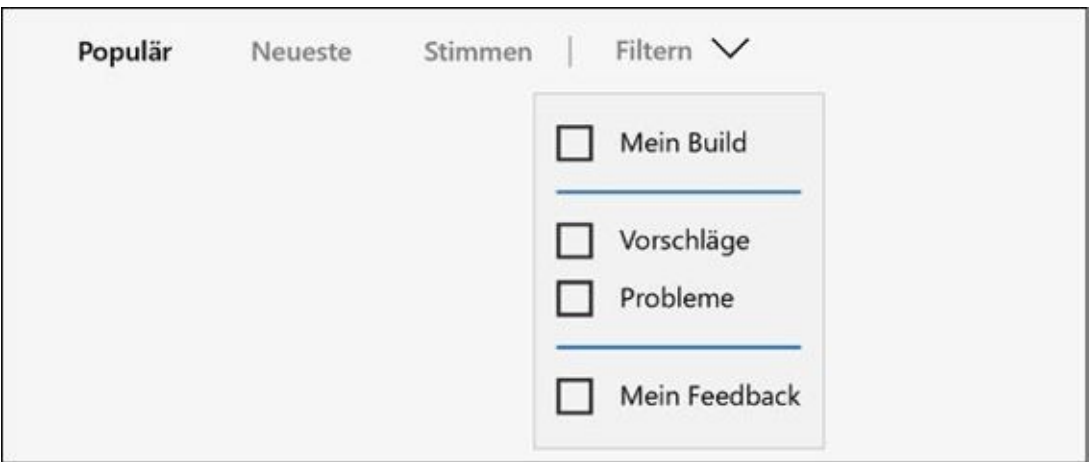 Populär Neueste Stimmen | Filtern
Mein Build
Vorschläge
Probleme
Mein Feedback